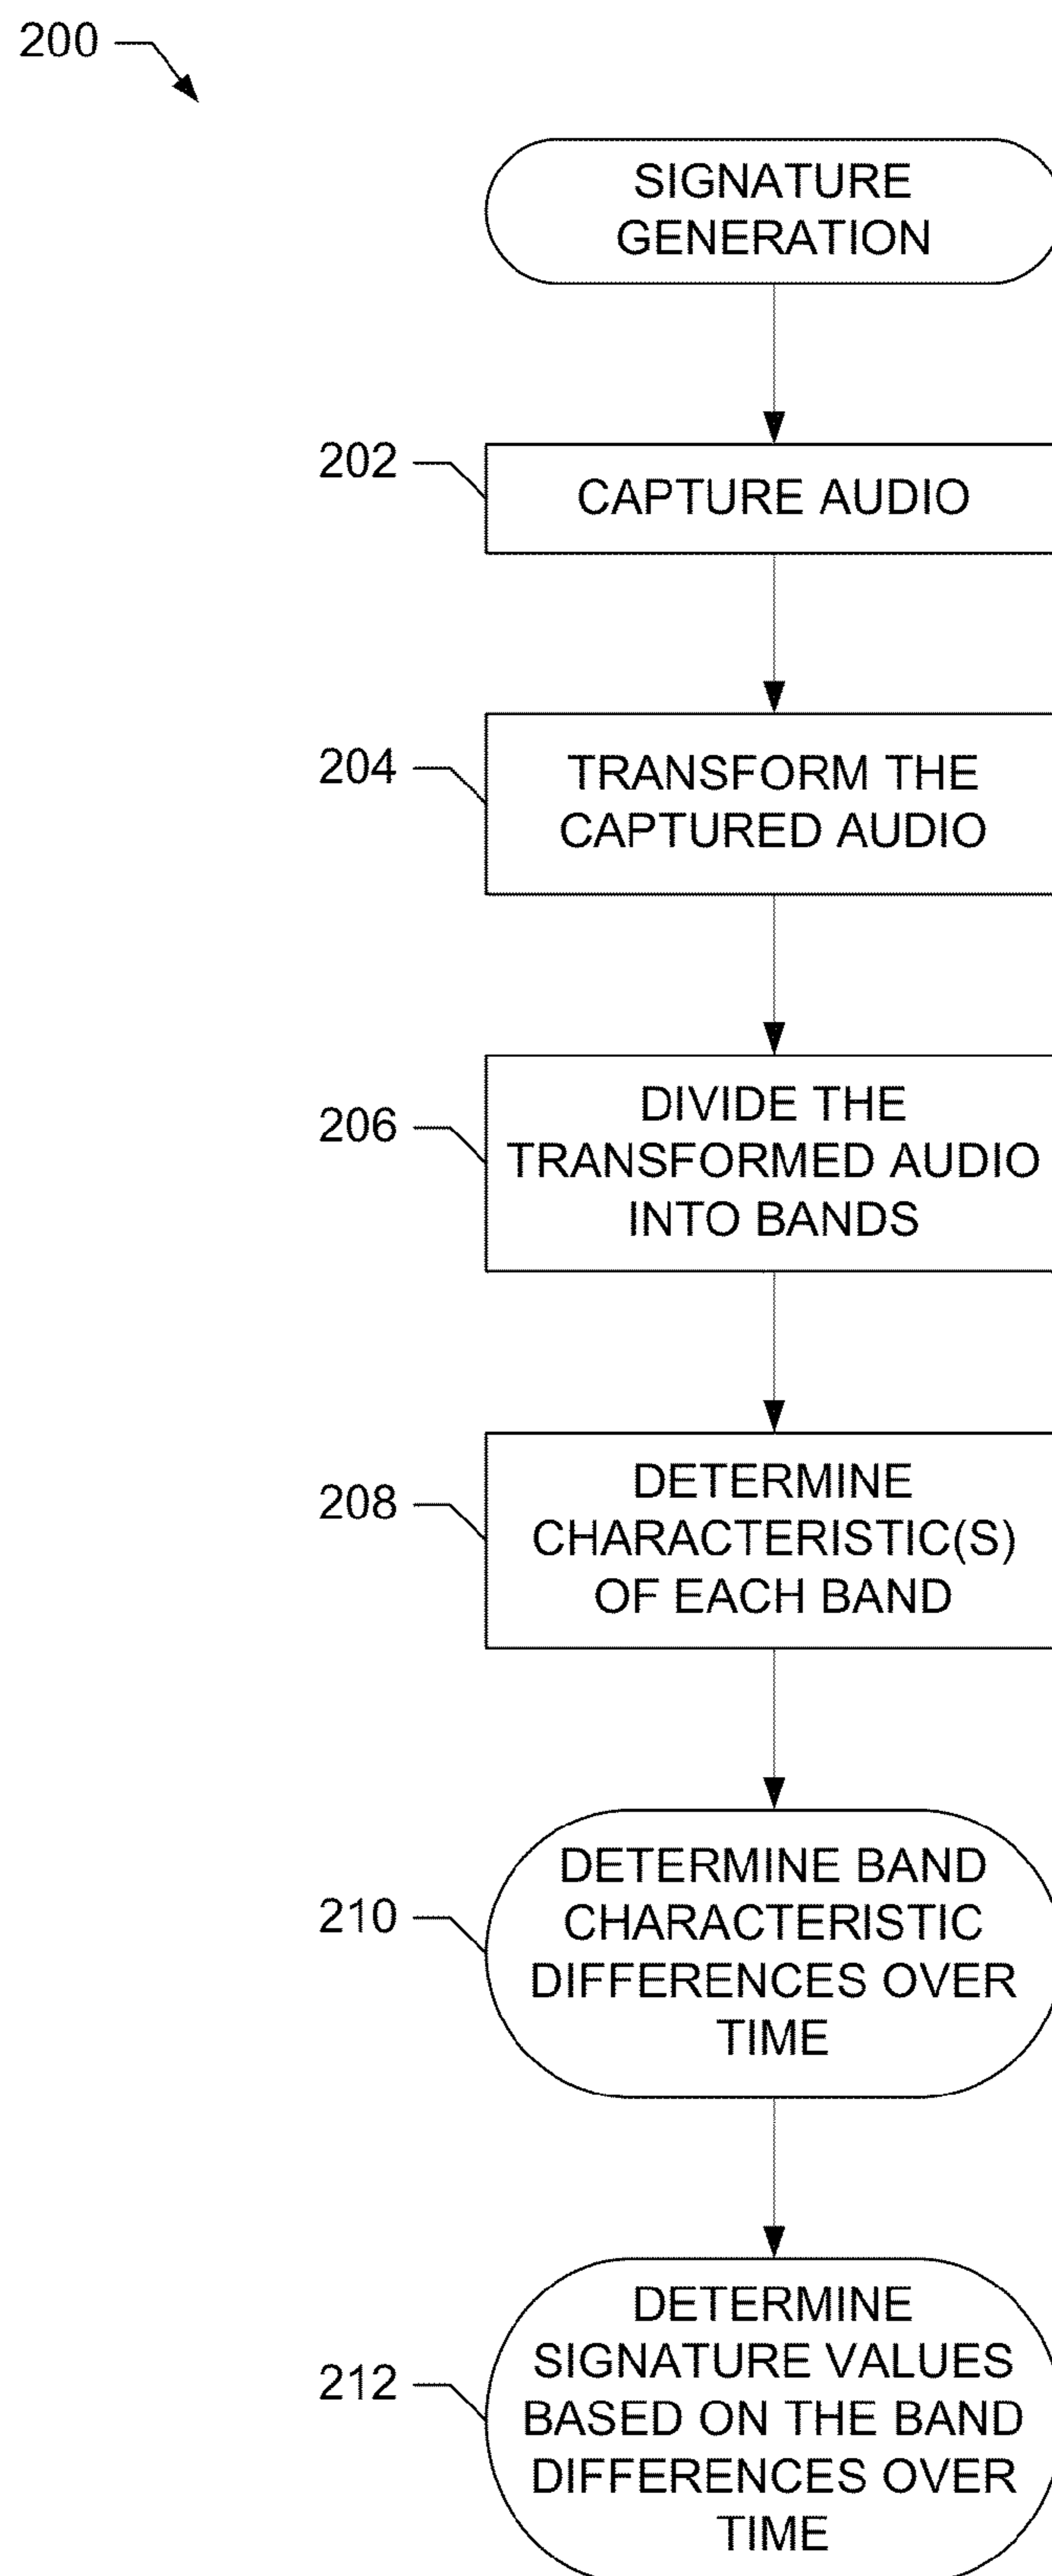 200
SIGNATURE
GENERATION
202
CAPTURE AUDIO
204
TRANSFORM THE
CAPTURED AUDIO
206
DIVIDE THE
TRANSFORMED AUDIO
INTO BANDS
208
DETERMINE
CHARACTERISTIC(S)
OF EACH BAND
210
DETERMINE BAND
CHARACTERISTIC
DIFFERENCES OVER
TIME
212
DETERMINE
SIGNATURE VALUES
BASED ON THE BAND
DIFFERENCES OVER
TIME